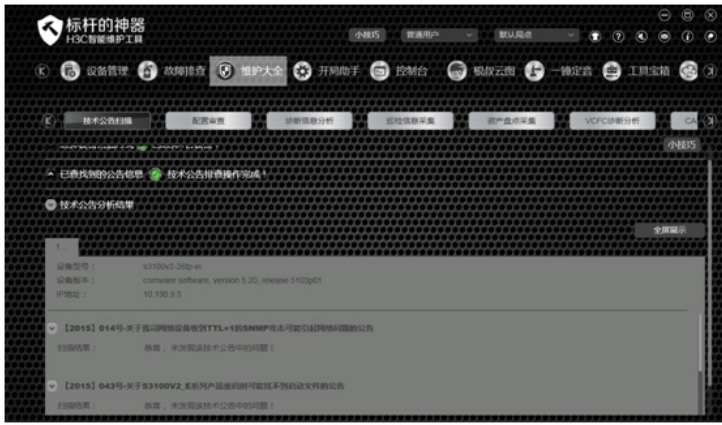 标杆的神器
H3C智能维护工具
小技巧 普通用户 默认局点
设备管理 故障排查 维护大全 开局助手 控制台 根叔云图 一锤定音 工具宝箱
技术公告扫描 配置审查 诊断信息分析 巡检信息采集 资产盘点采集 VCFC诊断分析 CA
小技巧
已查找到的公告信息 技术公告排查操作完成！
技术公告分析结果
全屏显示
1...
设备型号： s3100v2-26tp-ei
设备版本： comware software, version 5.20, release 5103p01
IP地址： 10.190.9.5
【2015】014号-关于我司网络设备收到TTL=1的SNMP攻击可能引起网络问题的公告
扫描结果： 恭喜，未发现该技术公告中的问题！
【2015】043号-关于S3100V2_E系列产品重启时可能找不到启动文件的公告
扫描结果： 恭喜，未发现该技术公告中的问题！